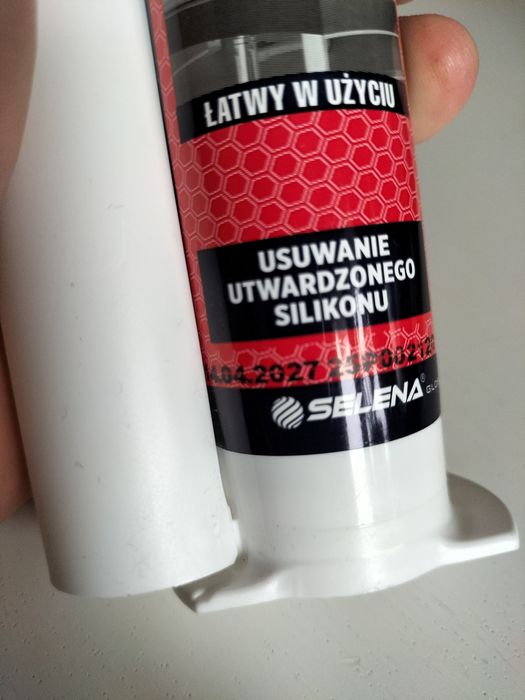 ŁATWY W UŻYCIU
USUWANIE
UTWARDZONEGO
SILIKONU
SELENA®